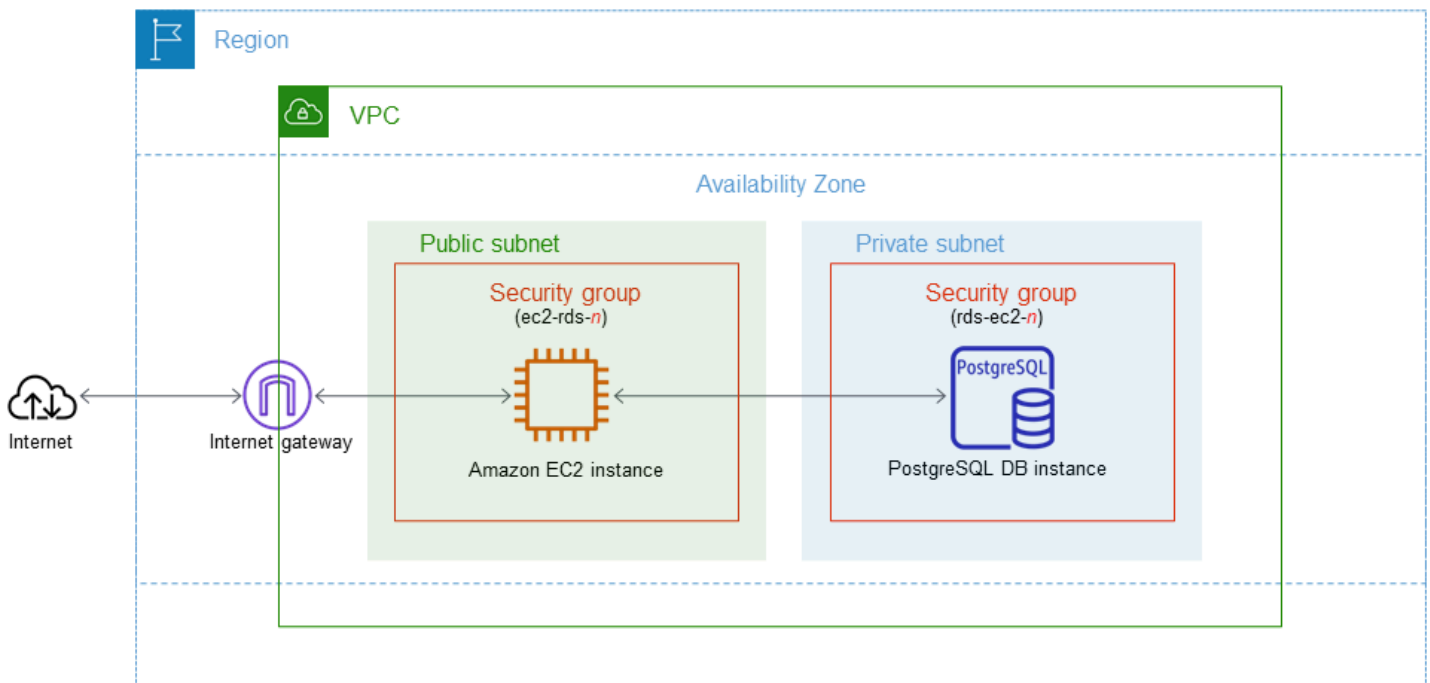 Region
VPC
Availability Zone
Public subnet
Private subnet
Security group
(ec2-rds-n)
Security group
(rds-ec2-n)
PostgreSQL
Internet
Internet gateway
Amazon EC2 instance
PostgreSQL DB instance